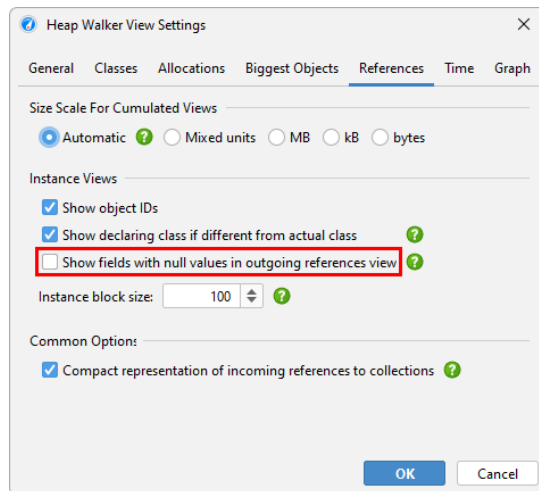 Heap Walker View Settings
General Classes Allocations Biggest Objects References Time Graph
Size Scale For Cumulated Views
Automatic Mixed units MB kB bytes
Instance Views
Show object IDs
Show declaring class if different from actual class
Show fields with null values in outgoing references view
Instance block size: 100
Common Options
Compact representation of incoming references to collections
OK Cancel